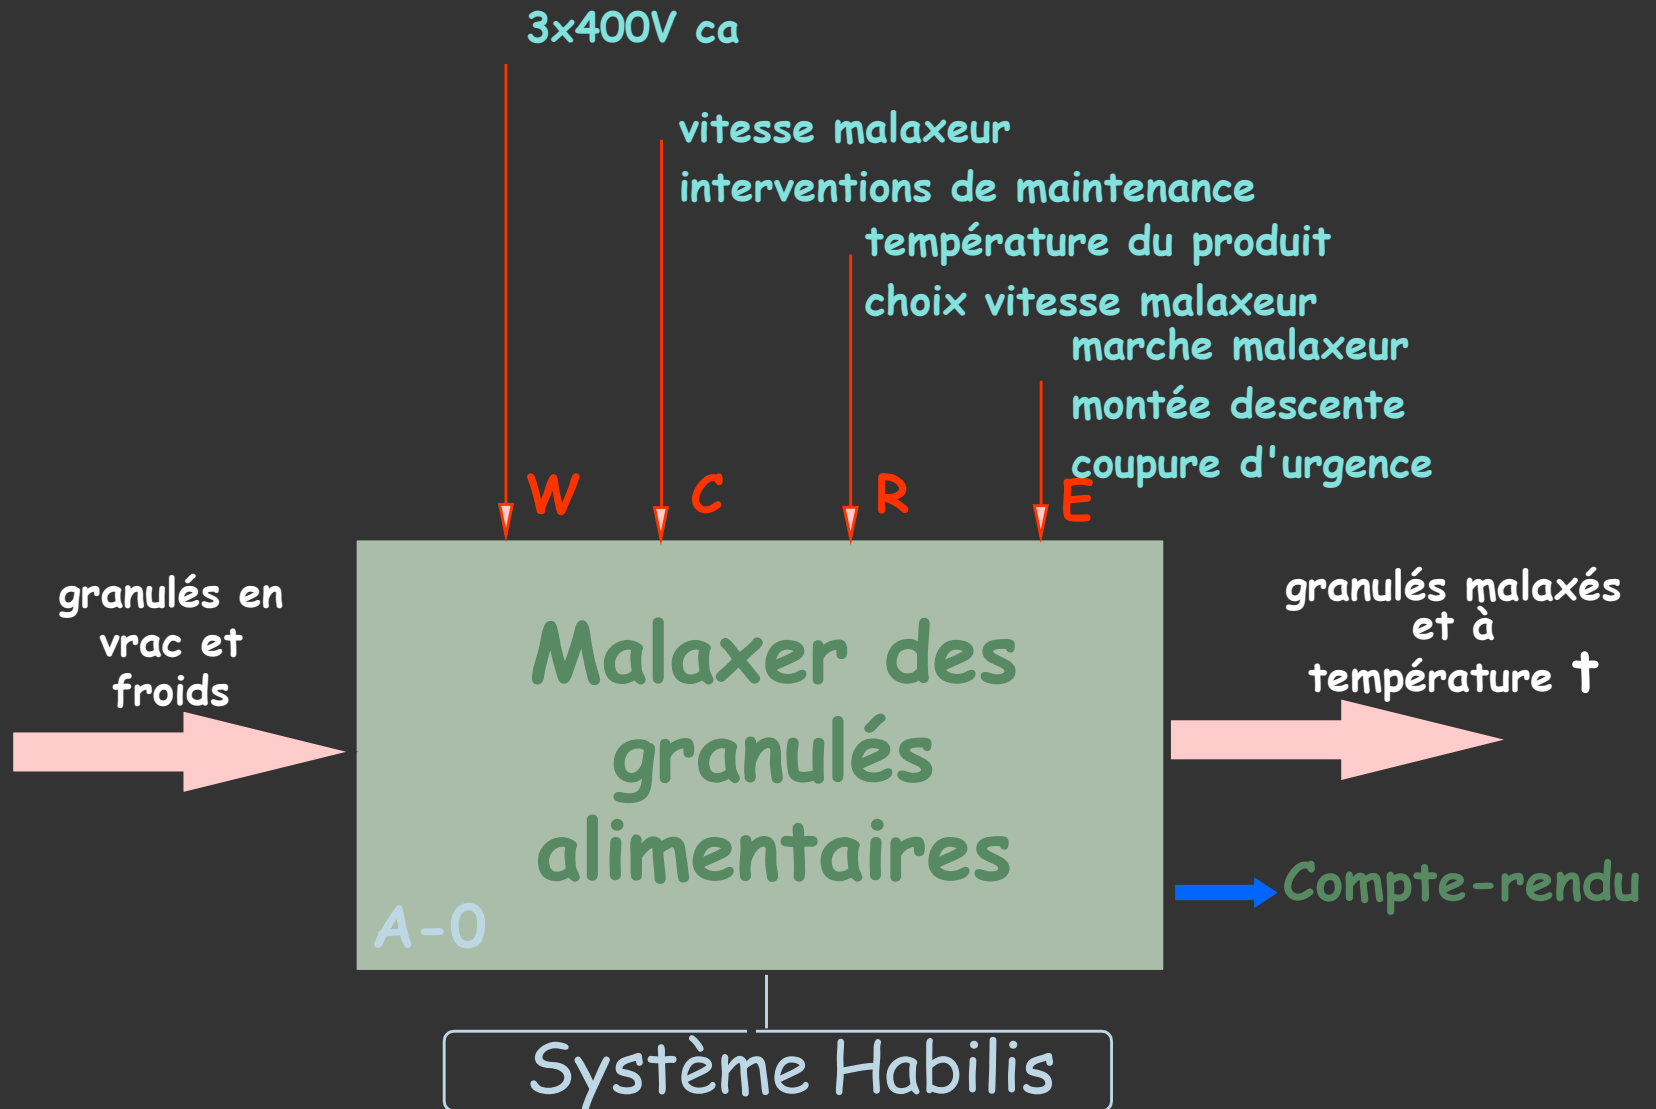 3x400V ca
vitesse malaxeur
interventions de maintenance
température du produit
choix vitesse malaxeur
marche malaxeur
montée descente
coupure d'urgence
W
C
R
E
granulés en
vrac et
froids
Malaxer des
granulés
alimentaires
A-0
granulés malaxés
et à
température t
Compte-rendu
Système Habilis